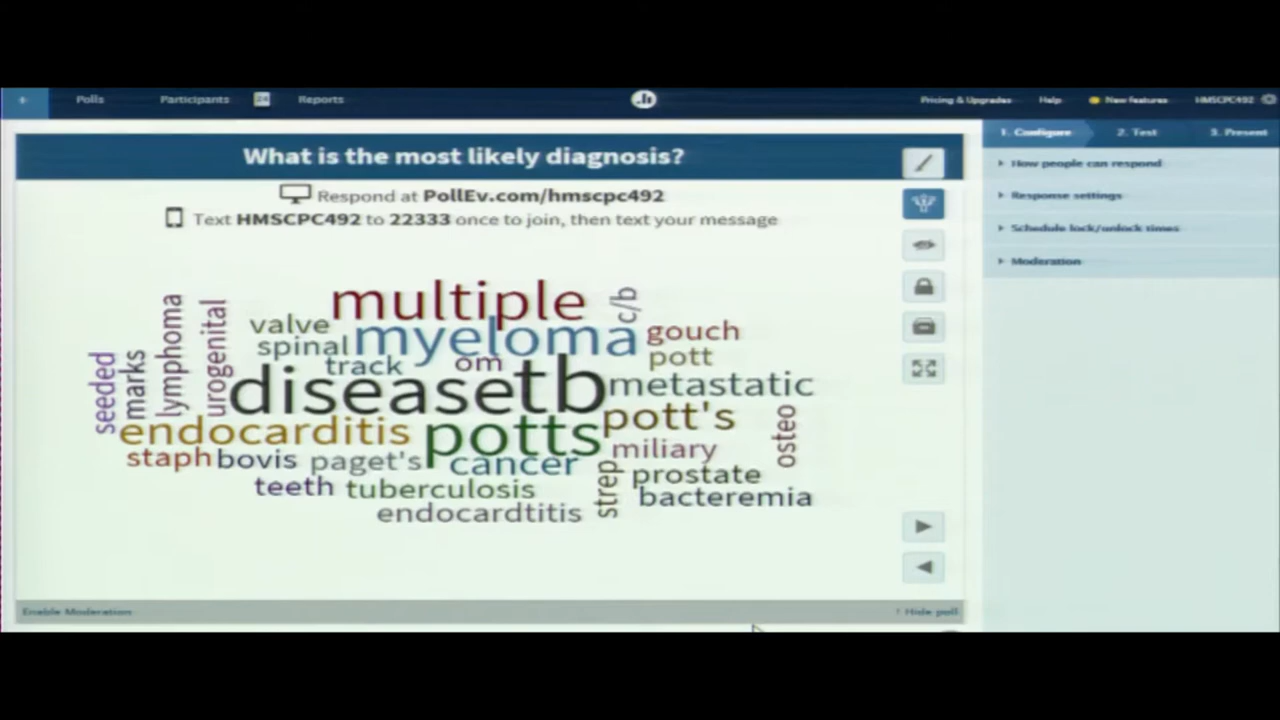 Polls Participants 24 Reports Pricing & Upgrades Help New features HMSCPC492
1. Configure 2. Test 3. Present
What is the most likely diagnosis?
How people can respond
Respond at PollEv.com/hmscpc492
Response settings
Text HMSCPC492 to 22333 once to join, then text your message
Schedule lock/unlock times
Moderation
multiple
c/b
lymphoma
urogenital
valve
myeloma
gouch
spinal
pott
seeded
marks
track
om
diseasetb
metastatic
pott's
endocarditis
potts
osteo
staph
bovis
paget's
cancer
miliary
strep
prostate
teeth
tuberculosis
bacteremia
endocardtitis
Enable Moderation
Hide poll